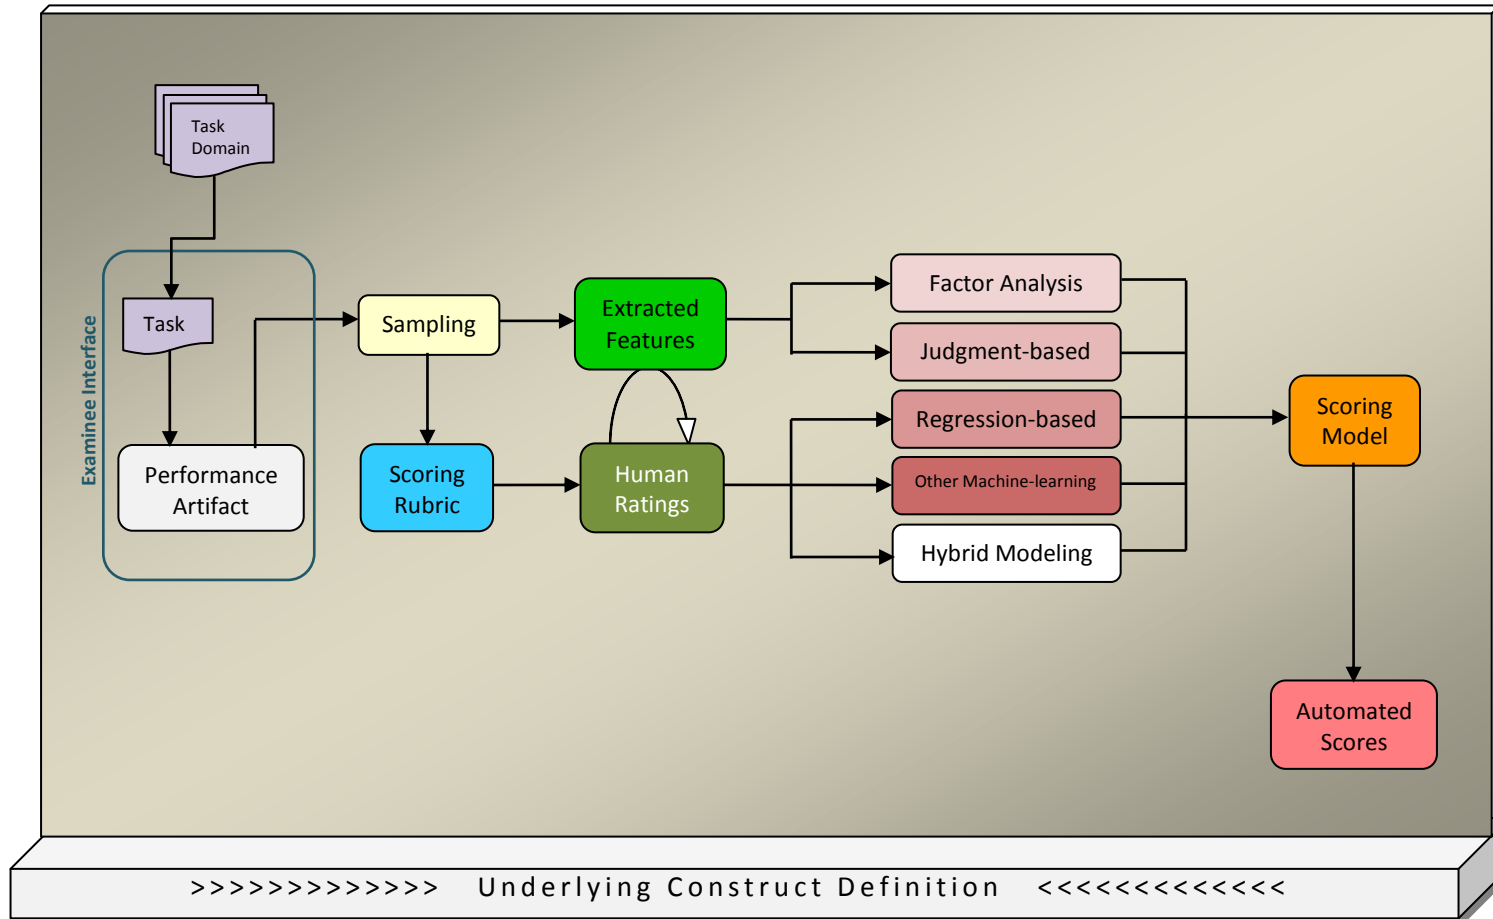 Task
Domain
Examinee Interface
Task
Performance
Artifact
Sampling
Scoring
Rubric
Extracted
Features
Human
Ratings
Factor Analysis
Judgment-based
Regression-based
Other Machine-learning
Hybrid Modeling
Scoring
Model
Automated
Scores
>>>>>>>>>>>>> Underlying Construct Definition <<<<<<<<<<<<<